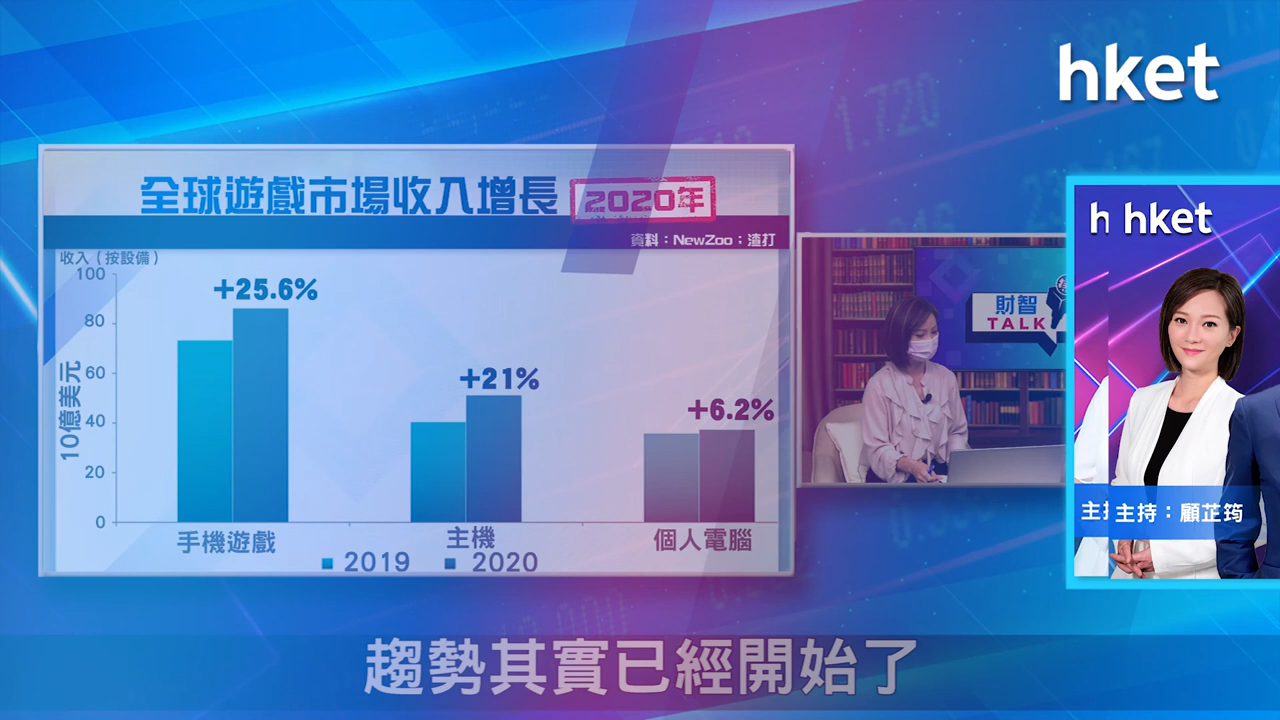 hket
全球遊戲市場收入增長 2020年
資料：NewZoo；渣打
收入（按設備）
100
80
60
40
20
0
10億美元
+25.6%
+21%
+6.2%
手機遊戲
主機
個人電腦
2019
2020
財智
TALK
h hket
主持：顧芷筠
趨勢其實已經開始了